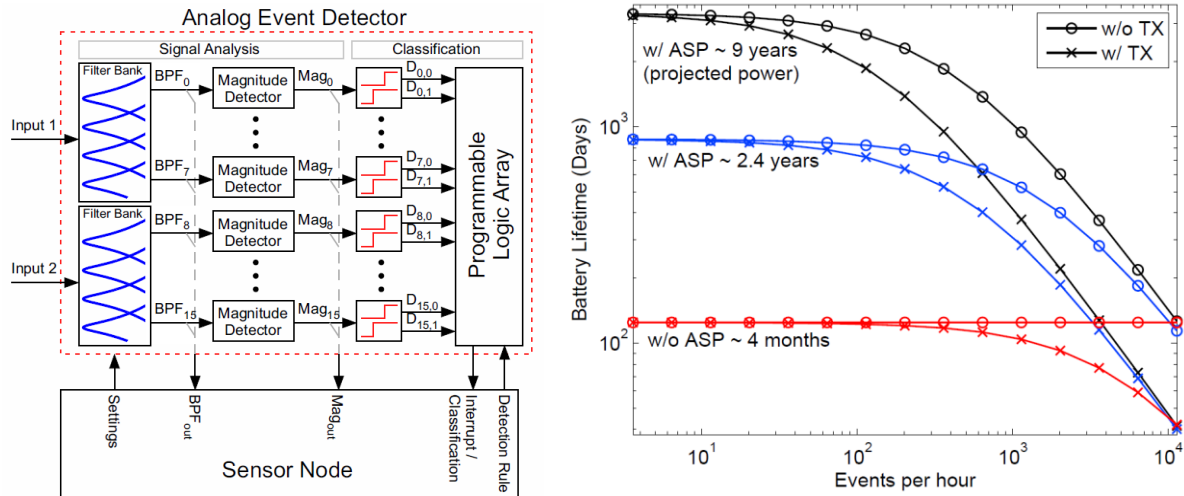 Analog Event Detector
Signal Analysis
Classification
Filter Bank
BPF0
Magnitude
Detector
Mag0
D0,0
D0,1
Input 1
BPF7
Magnitude
Detector
Mag7
D7,0
D7,1
Filter Bank
BPF8
Magnitude
Detector
Mag8
D8,0
D8,1
Input 2
BPF15
Magnitude
Detector
Mag15
D15,0
D15,1
Programmable
Logic Array
Settings
BPFout
Magout
Interrupt /
Classification
Detection Rule
Sensor Node
Battery Lifetime (Days)
10^3
10^2
w/ ASP ~ 9 years
(projected power)
w/ ASP ~ 2.4 years
w/o ASP ~ 4 months
w/o TX
w/ TX
10^1
10^2
10^3
10^4
Events per hour